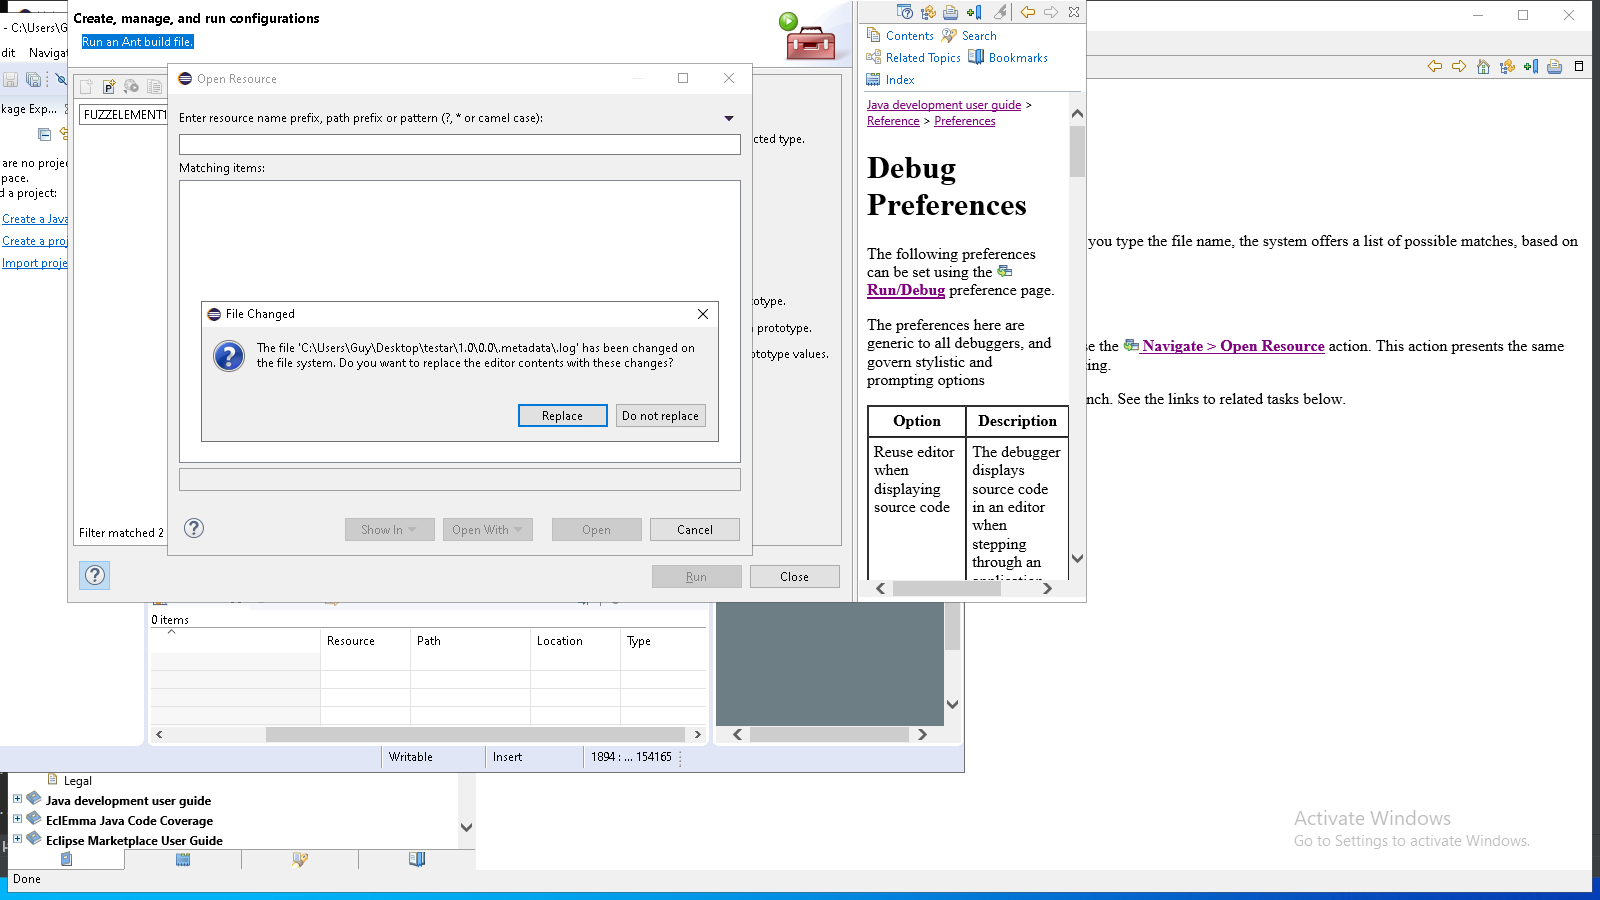 Create, manage, and run configurations
Run an Ant build file.
- C:\Users\G
dit Naviga
kage Exp...
are no proje
pace.
d a project:
Create a Java
Create a proj
Import proje
FUZZELEMENT1
Filter matched 2
Open Resource
Enter resource name prefix, path prefix or pattern (?, * or camel case):
Matching items:
File Changed
The file 'C:\Users\Guy\Desktop\testar\1.0\0.0\.metadata\.log' has been changed on
the file system. Do you want to replace the editor contents with these changes?
Replace
Do not replace
Show In
Open With
Open
Cancel
cted type.
otype.
prototype.
ototype values.
Run
Close
Contents
Search
Related Topics
Bookmarks
Index
Java development user guide >
Reference > Preferences
Debug
Preferences
The following preferences
can be set using the
Run/Debug preference page.
The preferences here are
generic to all debuggers, and
govern stylistic and
prompting options
Option
Description
Reuse editor
when
displaying
source code
The debugger
displays
source code
in an editor
when
stepping
through an
you type the file name, the system offers a list of possible matches, based on
se the Navigate > Open Resource action. This action presents the same
ing.
nch. See the links to related tasks below.
0 items
Resource
Path
Location
Type
Writable
Insert
1894 : ... 154165
Legal
Java development user guide
EclEmma Java Code Coverage
Eclipse Marketplace User Guide
Done
Activate Windows
Go to Settings to activate Windows.